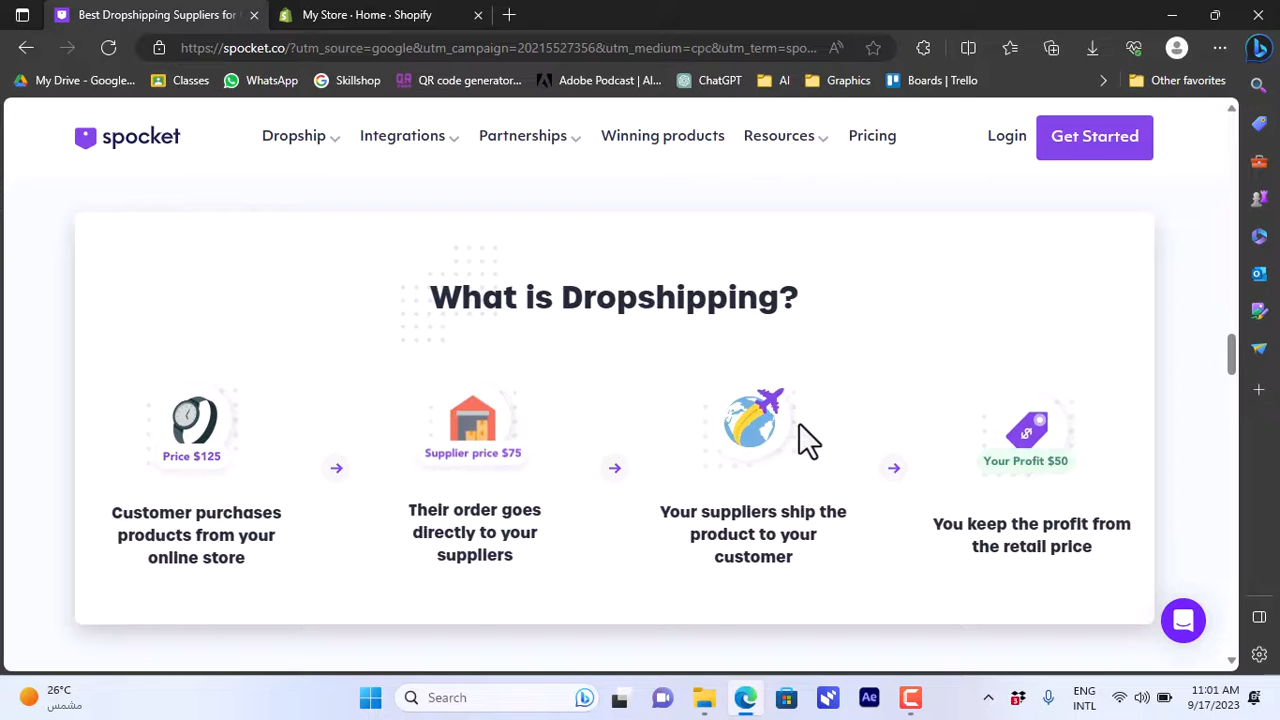 Best Dropshipping Suppliers for
My Store · Home · Shopify
https://spocket.co/?utm_source=google&utm_campaign=202155273556&utm_medium=cpc&utm_term=spo...
My Drive - Google...
Classes
WhatsApp
Skillshop
QR code generator...
Adobe Podcast | AI...
ChatGPT
AI
Graphics
Boards | Trello
Other favorites
spocket
Dropship
Integrations
Partnerships
Winning products
Resources
Pricing
Login
Get Started
What is Dropshipping?
Price $125
Customer purchases
products from your
online store
Supplier price $75
Their order goes
directly to your
suppliers
Your suppliers ship the
product to your
customer
Your Profit $50
You keep the profit from
the retail price
26°C
مشمس
Search
ENG
INTL
11:01 AM
9/17/2023